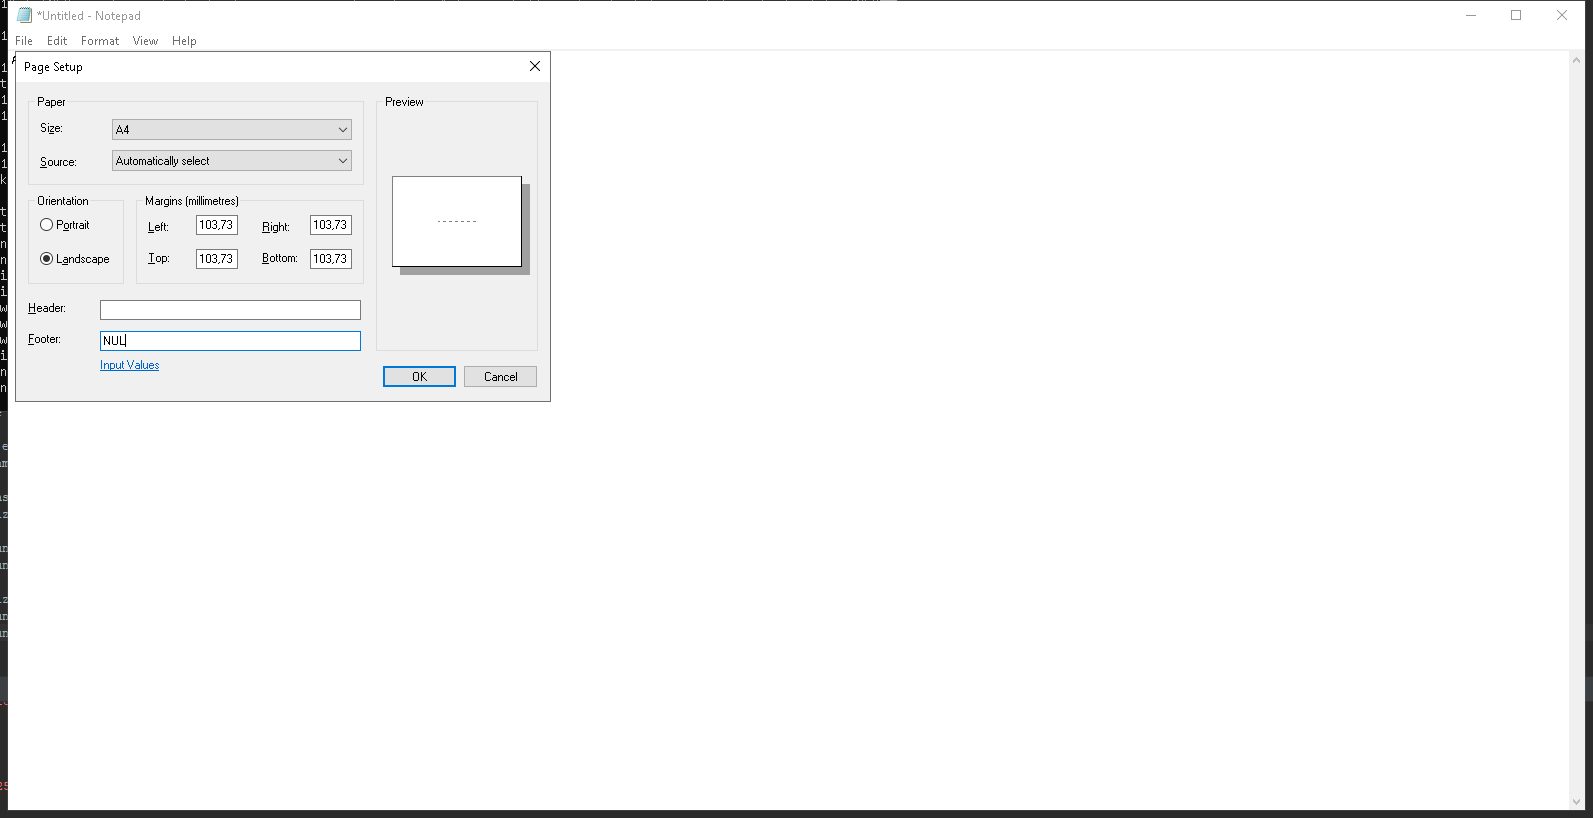 *Untitled - Notepad
File Edit Format View Help
Page Setup
Paper
Size: A4
Source: Automatically select
Orientation
Portrait
Landscape
Margins (millimetres)
Left: 103,73 Right: 103,73
Top: 103,73 Bottom: 103,73
Header:
Footer: NUL
Input Values
Preview
OK Cancel